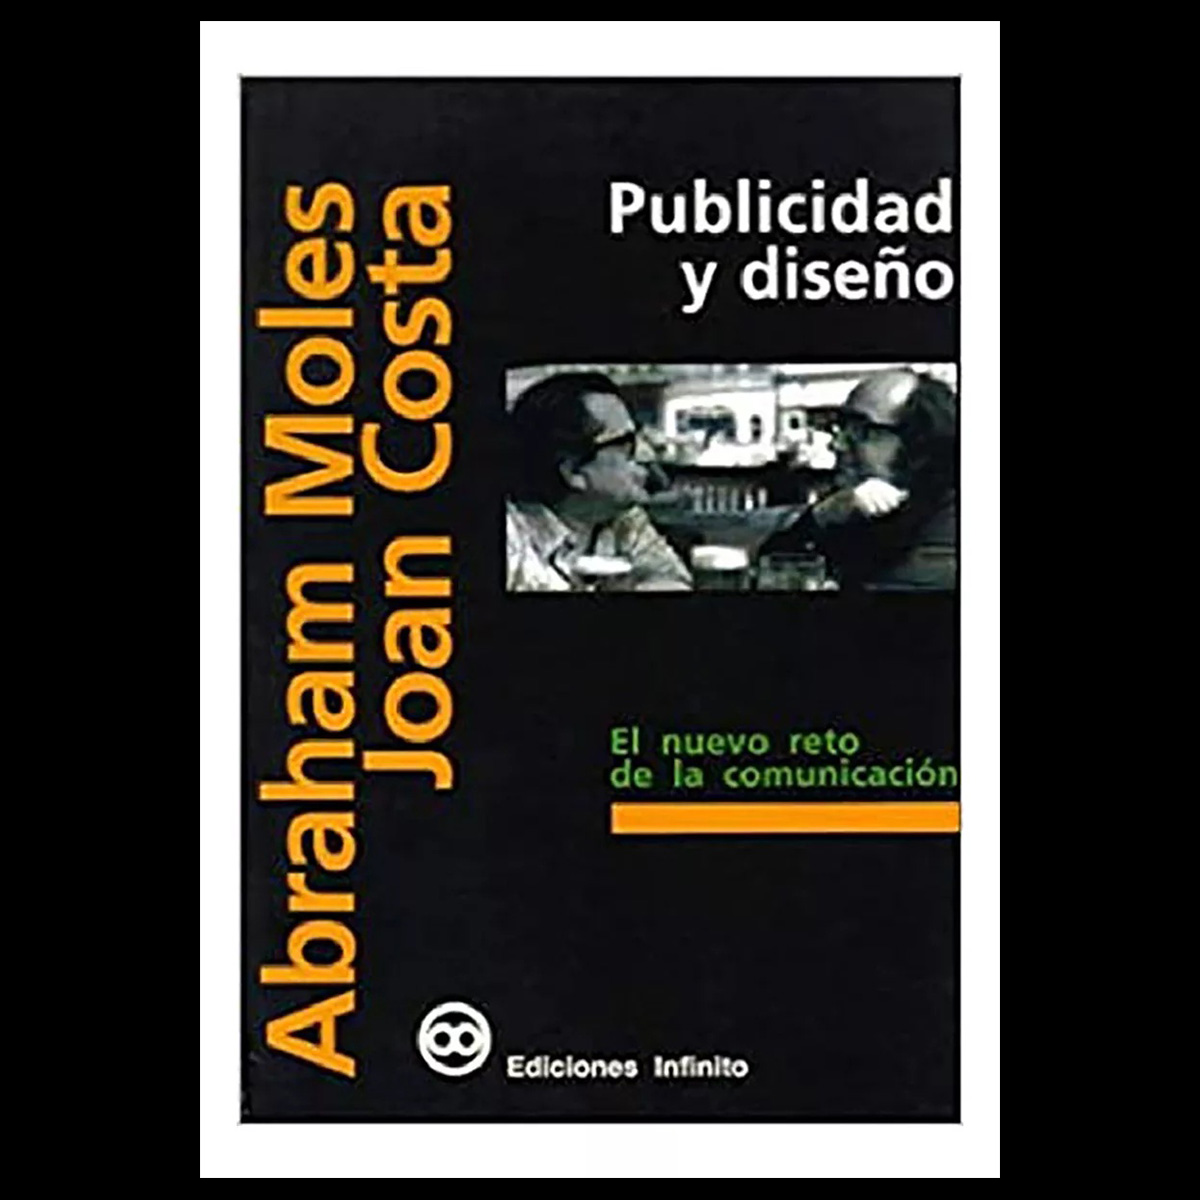 Abraham Moles
Joan Costa
Publicidad
y diseño
El nuevo reto
de la comunicación
Ediciones Infinito